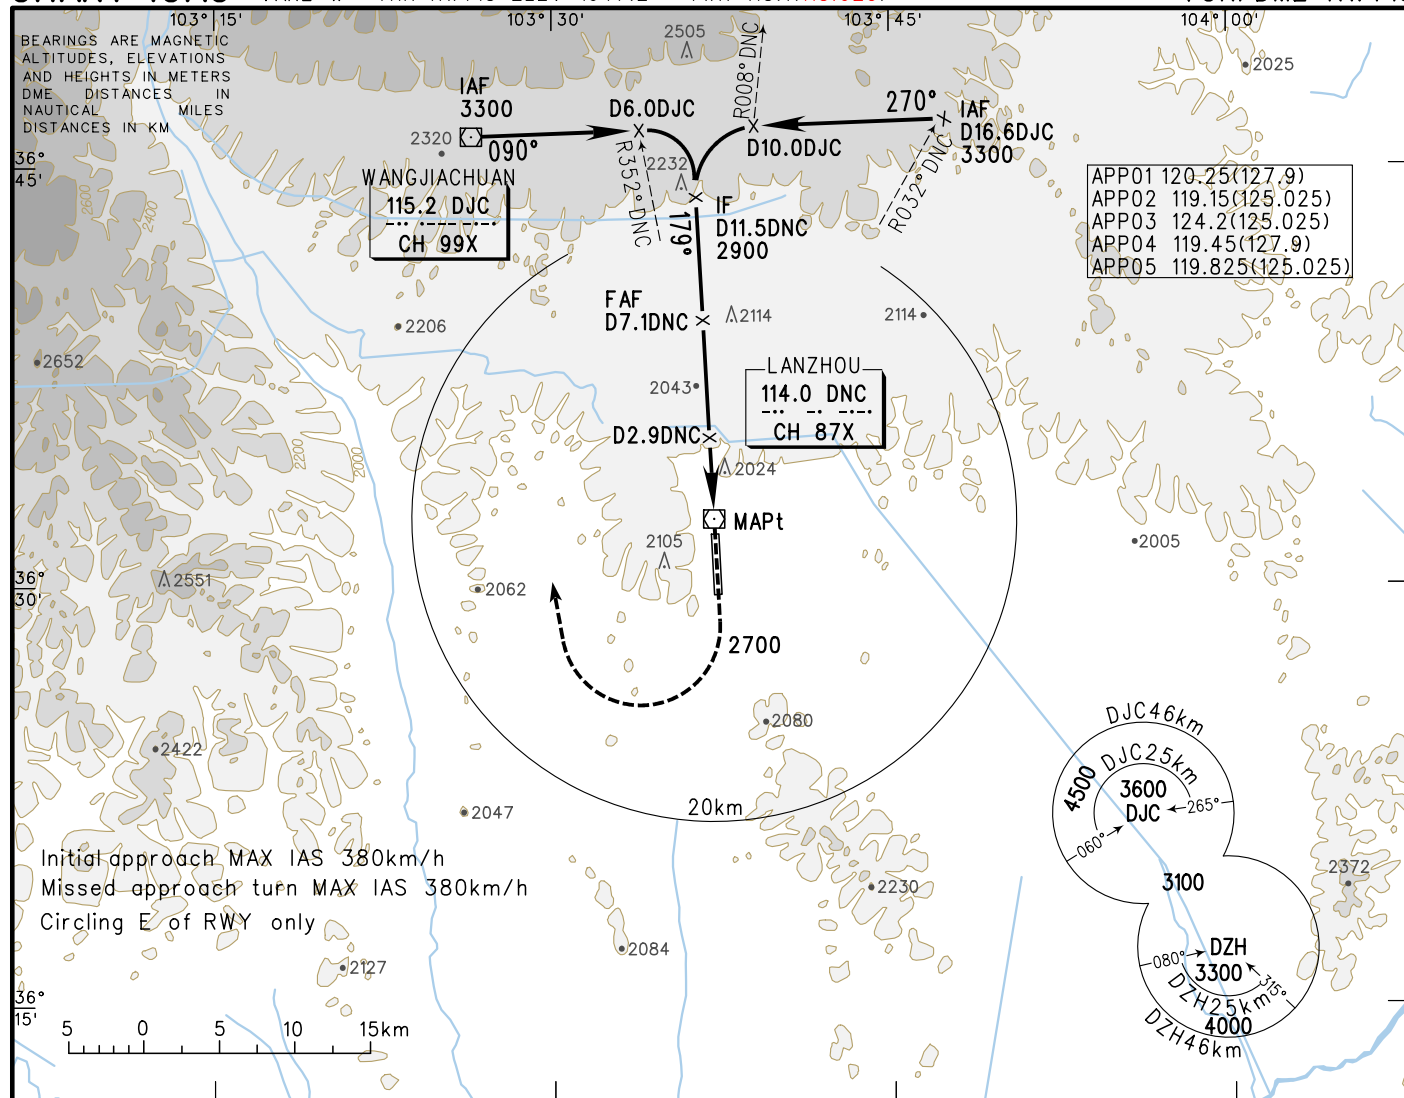 103° 15'
103° 30'
103° 45'
104° 00'
BEARINGS ARE MAGNETIC
ALTITUDES, ELEVATIONS
AND HEIGHTS IN METERS
DME DISTANCES IN
NAUTICAL MILES
DISTANCES IN KM
2505
2025
IAF
3300
D6.0DJC
R008° DNC
270°
IAF
D16.6DJC
3300
2320
090°
D10.0DJC
R352° DNC
2232
R032° DNC
36°
45'
WANGJIACHUAN
115.2 DJC
CH 99X
179°
IF
D11.5DNC
2900
APP01 120.25(127.9)
APP02 119.15(125.025)
APP03 124.2(125.025)
APP04 119.45(127.9)
APP05 119.825(125.025)
2600
2400
FAF
D7.1DNC
2114
2114
2206
2652
LANZHOU
114.0 DNC
CH 87X
2043
D2.9DNC
2200
2000
2024
MAPt
2105
2005
36°
30'
2551
2062
2700
2080
2422
DJC46km
DJC25km
4500
3600
DJC
265°
060°
2047
20km
Initial approach MAX IAS 380km/h
Missed approach turn MAX IAS 380km/h
Circling E of RWY only
3100
2230
2372
2084
2127
DZH
3300
080°
315°
DZH25km
4000
DZH46km
36°
15'
5 0 5 10 15km